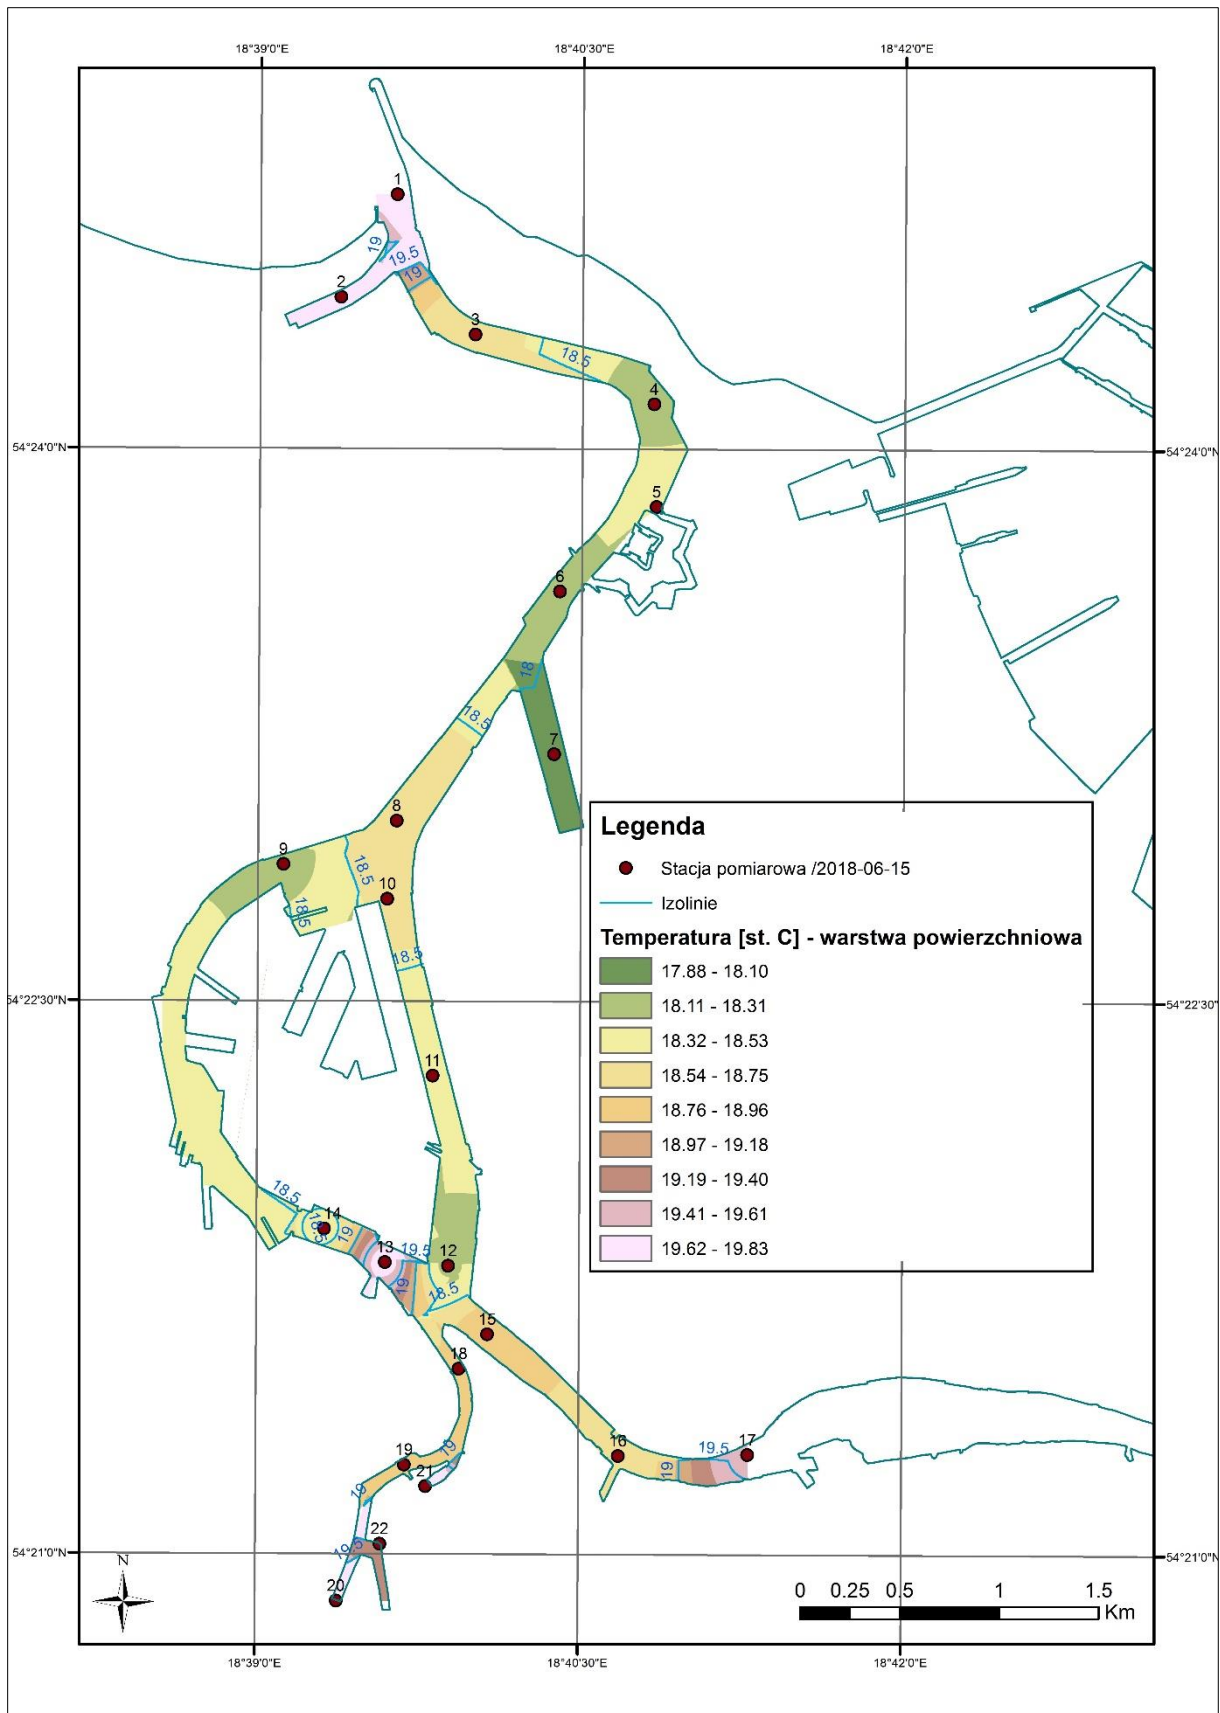 18°39'0"E 18°40'30"E 18°42'0"E
1
19
19.5
19
2
3
18.5
4
54°24'0"N 54°24'0"N
5
6
18
18.5
7
8
9
18.5
10
18.5
18.5
54°22'30"N 54°22'30"N
11
Legenda
Stacja pomiarowa /2018-06-15
Izolinie
Temperatura [st. C] - warstwa powierzchniowa
17.88 - 18.10
18.11 - 18.31
18.32 - 18.53
18.54 - 18.75
18.76 - 18.96
18.97 - 19.18
19.19 - 19.40
19.41 - 19.61
19.62 - 19.83
18.5
14
18.5
19
13
19.5
12
19
18.5
15
18
16
19.5
17
19
19
19
21
19
22
19.5
20
54°21'0"N 54°21'0"N
N
0 0.25 0.5 1 1.5
Km
18°39'0"E 18°40'30"E 18°42'0"E